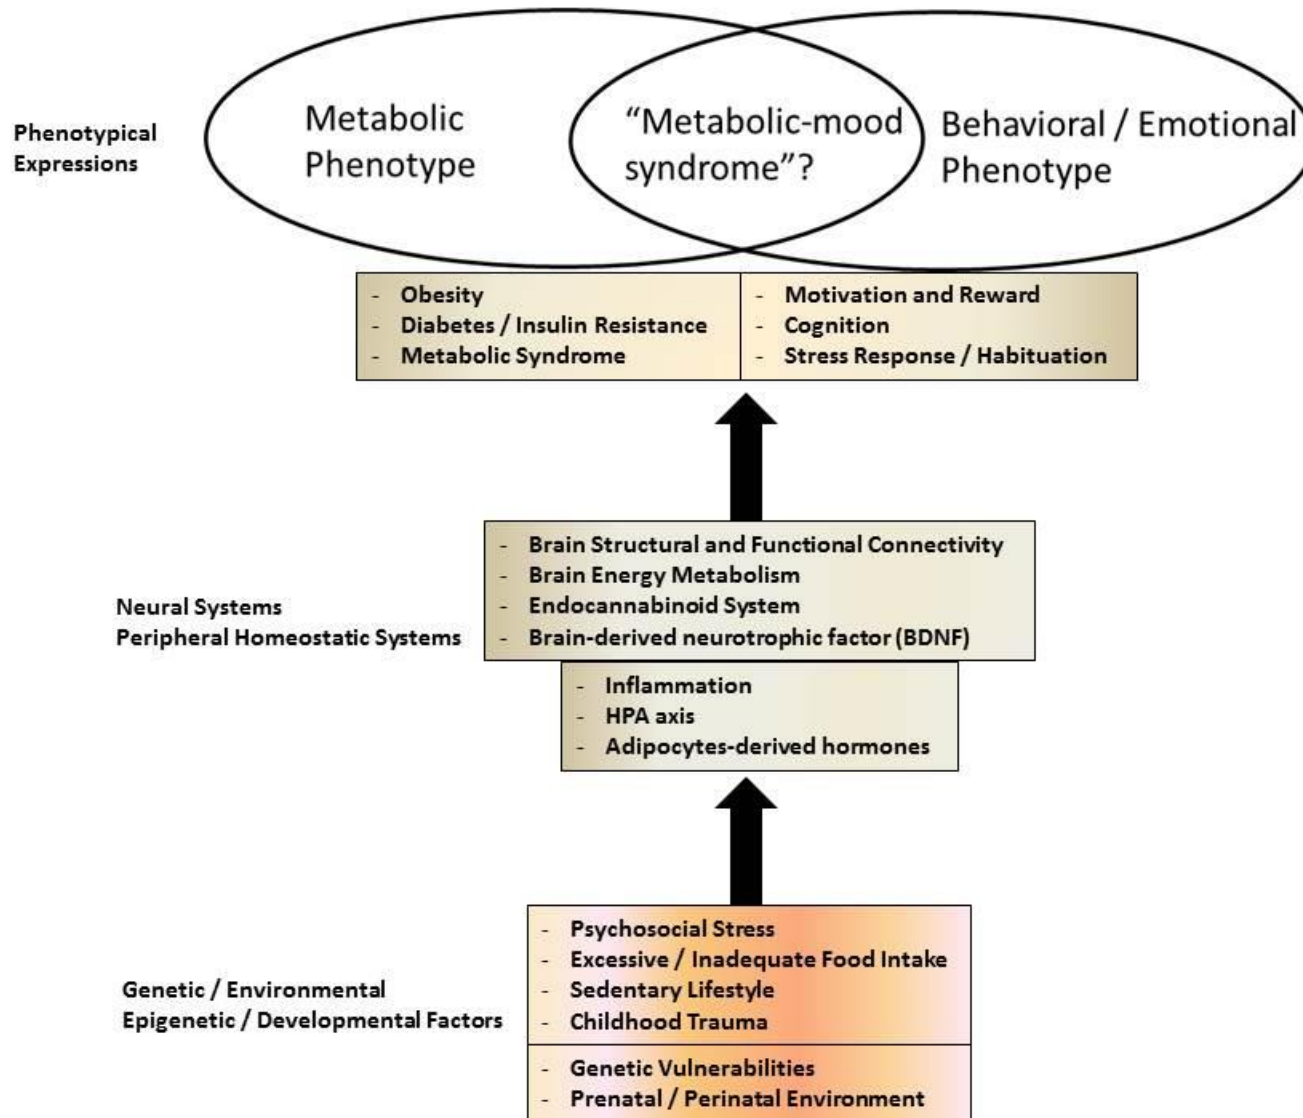 Phenotypical
Expressions
Metabolic
Phenotype
“Metabolic-mood
syndrome”?
Behavioral / Emotional
Phenotype
- Obesity
- Diabetes / Insulin Resistance
- Metabolic Syndrome
- Motivation and Reward
- Cognition
- Stress Response / Habituation
Neural Systems
Peripheral Homeostatic Systems
- Brain Structural and Functional Connectivity
- Brain Energy Metabolism
- Endocannabinoid System
- Brain-derived neurotrophic factor (BDNF)
- Inflammation
- HPA axis
- Adipocytes-derived hormones
Genetic / Environmental
Epigenetic / Developmental Factors
- Psychosocial Stress
- Excessive / Inadequate Food Intake
- Sedentary Lifestyle
- Childhood Trauma
- Genetic Vulnerabilities
- Prenatal / Perinatal Environment